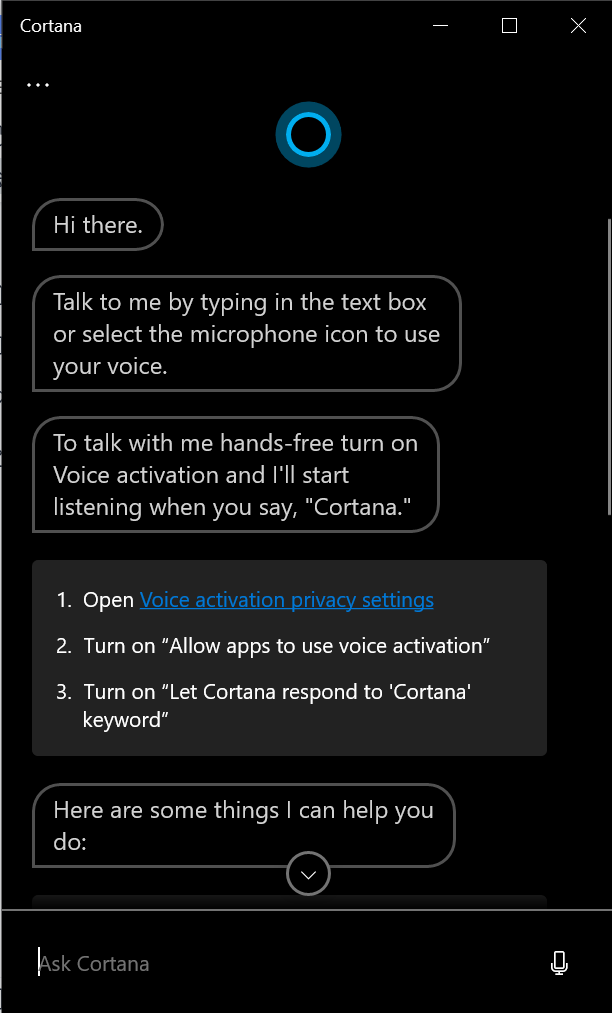 Cortana
...
Hi there.
Talk to me by typing in the text box
or select the microphone icon to use
your voice.
To talk with me hands-free turn on
Voice activation and I'll start
listening when you say, "Cortana."
1. Open Voice activation privacy settings
2. Turn on “Allow apps to use voice activation”
3. Turn on “Let Cortana respond to 'Cortana'
keyword”
Here are some things I can help you
do:
Ask Cortana